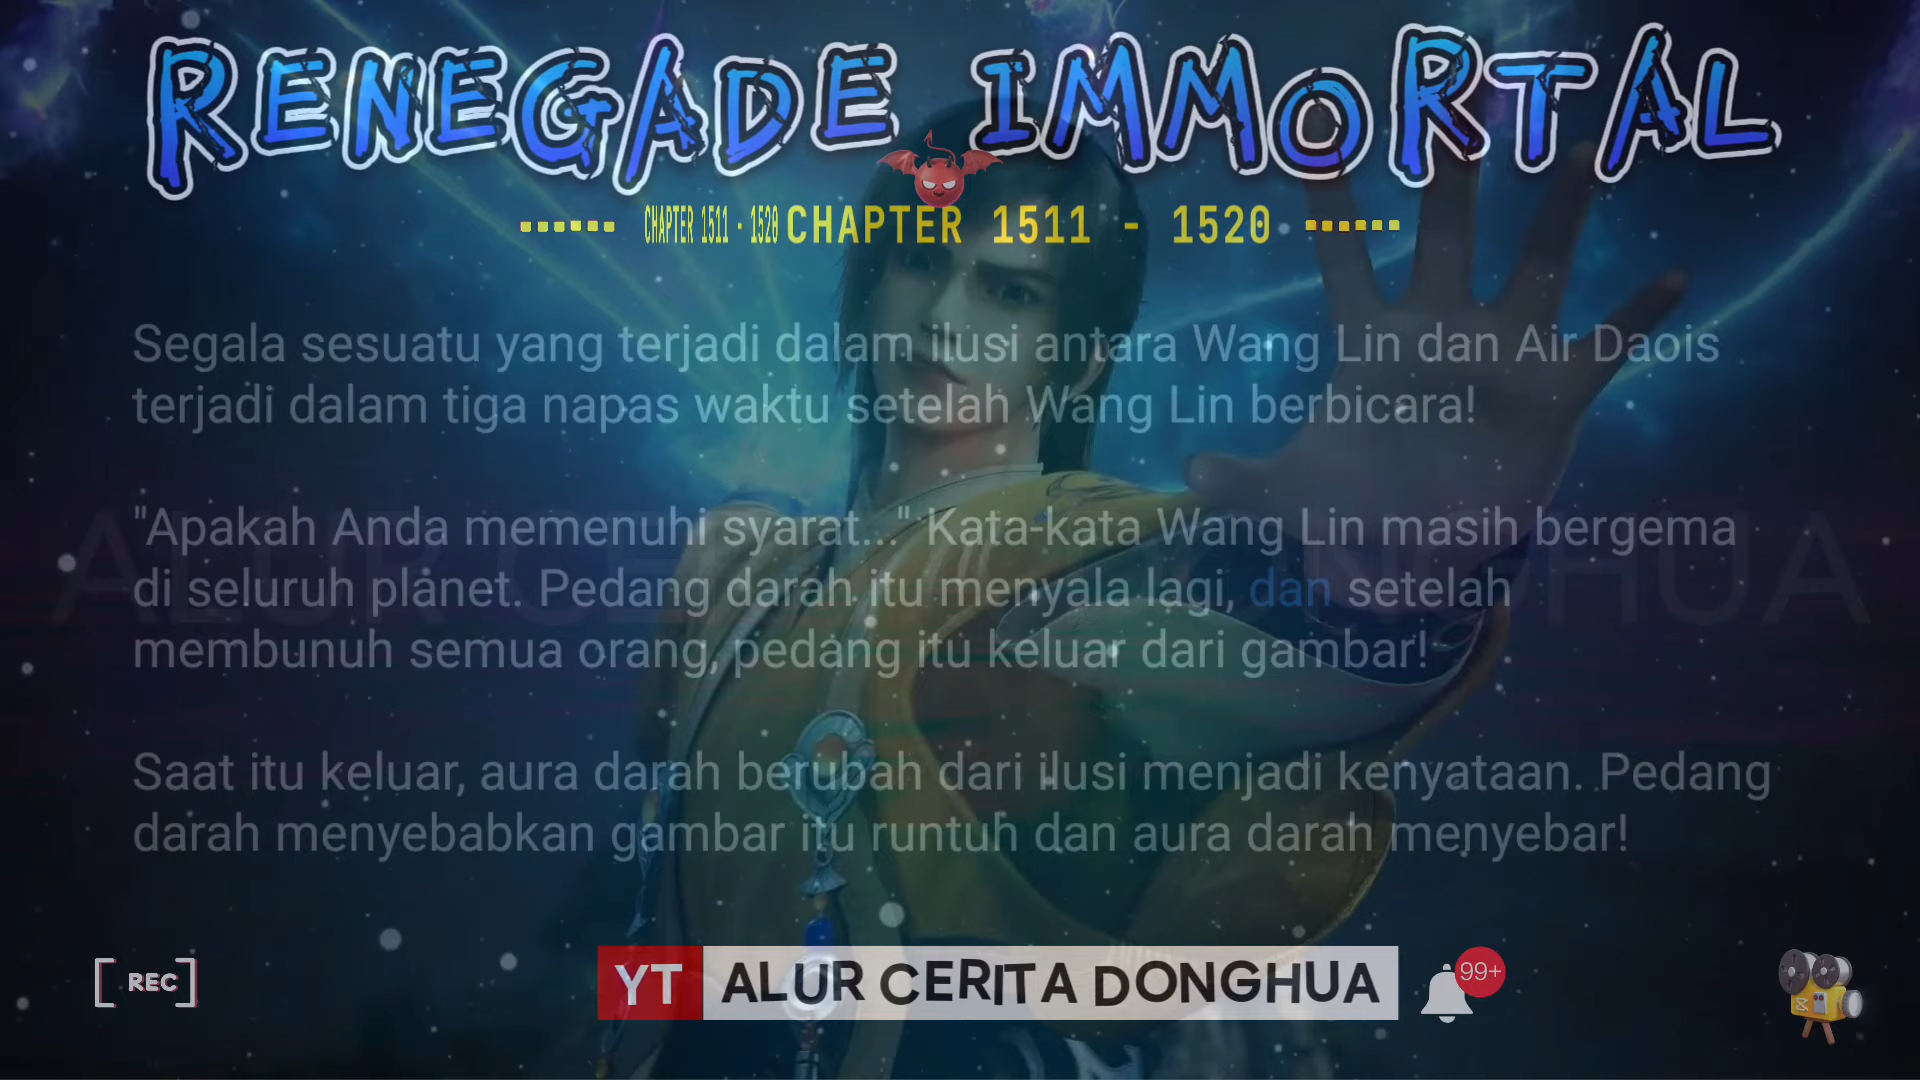 RENEGADE IMMORTAL
CHAPTER 1511 - 1520 CHAPTER 1511 - 1520
Segala sesuatu yang terjadi dalam ilusi antara Wang Lin dan Air Daois
terjadi dalam tiga napas waktu setelah Wang Lin berbicara!
"Apakah Anda memenuhi syarat..." Kata-kata Wang Lin masih bergema
di seluruh planet. Pedang darah itu menyala lagi, dan setelah
membunuh semua orang, pedang itu keluar dari gambar!
Saat itu keluar, aura darah berubah dari ilusi menjadi kenyataan. Pedang
darah menyebabkan gambar itu runtuh dan aura darah menyebar!
REC
YT ALUR CERITA DONGHUA
99+